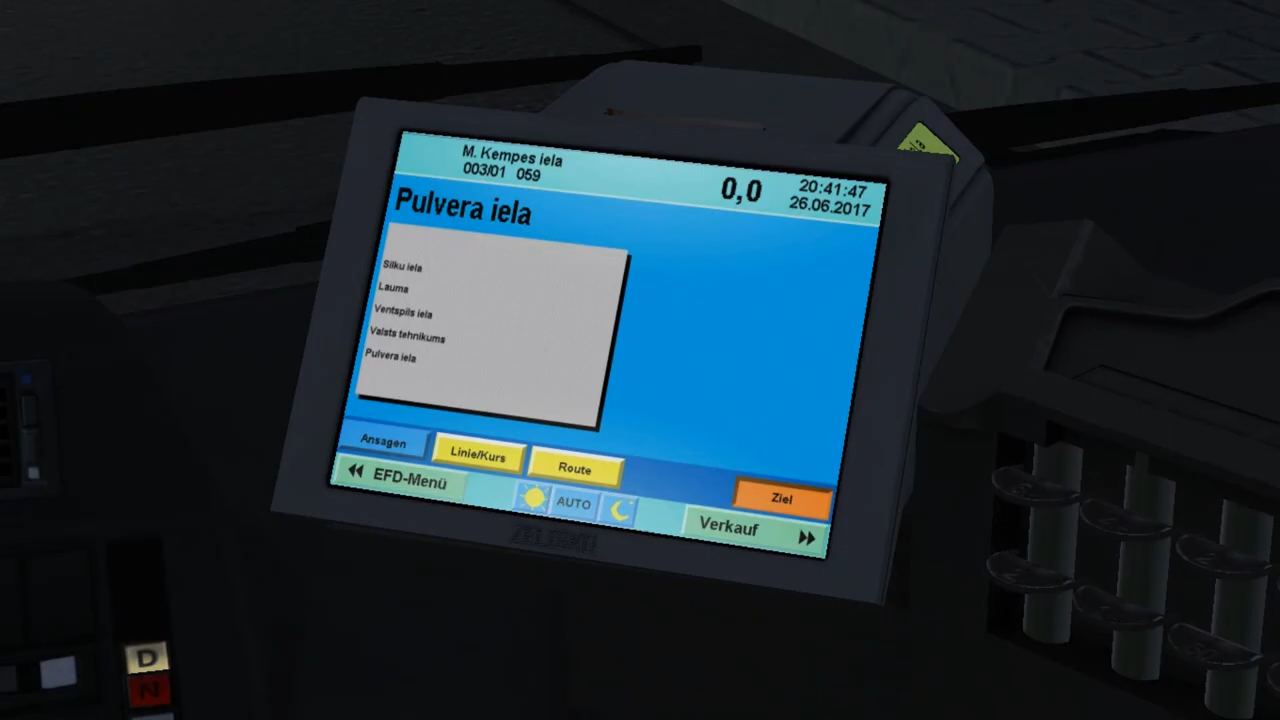 M. Kempes iela
003/01 059
0,0
20:41:47
26.06.2017
Pulvera iela
Silku iela
Lauma
Ventspils iela
Valsts tehnikums
Pulvera iela
Ansagen
Linie/Kurs
Route
Ziel
EFD-Menü
AUTO
Verkauf
D
N